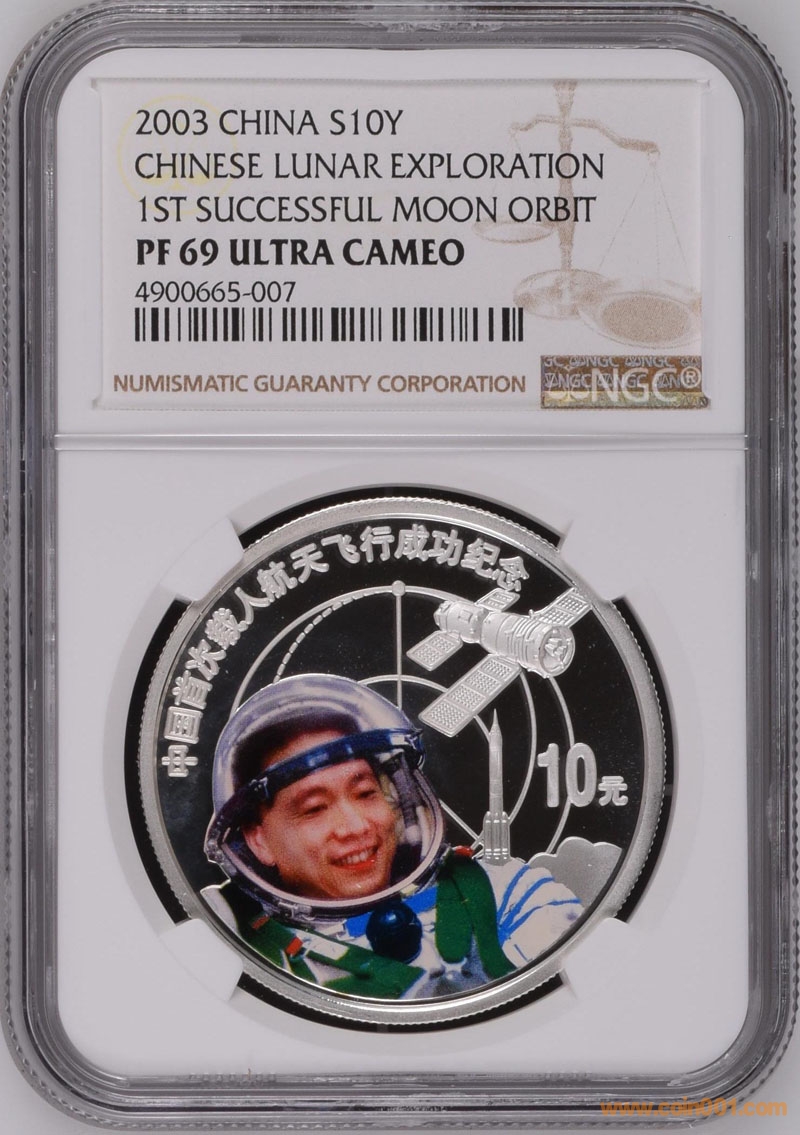 2003 CHINA S10Y
CHINESE LUNAR EXPLORATION
1ST SUCCESSFUL MOON ORBIT
PF 69 ULTRA CAMEO
4900665-007
NUMISMATIC GUARANTY CORPORATION
NGC®
中国首次载人航天飞行成功纪念
10元
www.coin001.com